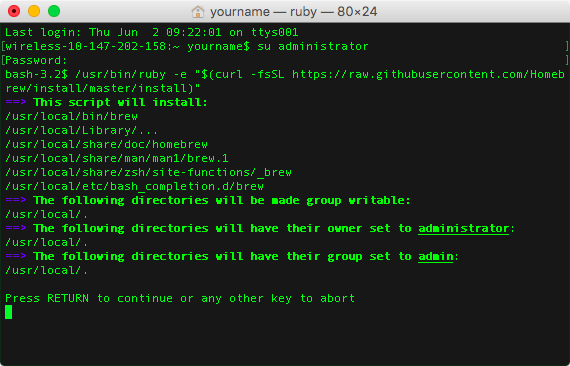 yourname — ruby — 80×24
Last login: Thu Jun  2 09:22:01 on ttys001
[wireless-10-147-202-158:~ yourname$ su administrator ]
[Password: ]
bash-3.2$ /usr/bin/ruby -e "$(curl -fsSL https://raw.githubusercontent.com/Homeb
rew/install/master/install)"
==> This script will install:
/usr/local/bin/brew
/usr/local/Library/...
/usr/local/share/doc/homebrew
/usr/local/share/man/man1/brew.1
/usr/local/share/zsh/site-functions/_brew
/usr/local/etc/bash_completion.d/brew
==> The following directories will be made group writable:
/usr/local/.
==> The following directories will have their owner set to administrator:
/usr/local/.
==> The following directories will have their group set to admin:
/usr/local/.
Press RETURN to continue or any other key to abort